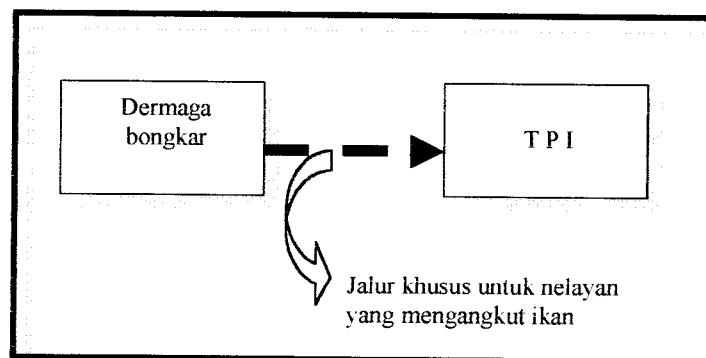 Dermaga
bongkar
T P I
Jalur khusus untuk nelayan
yang mengangkut ikan